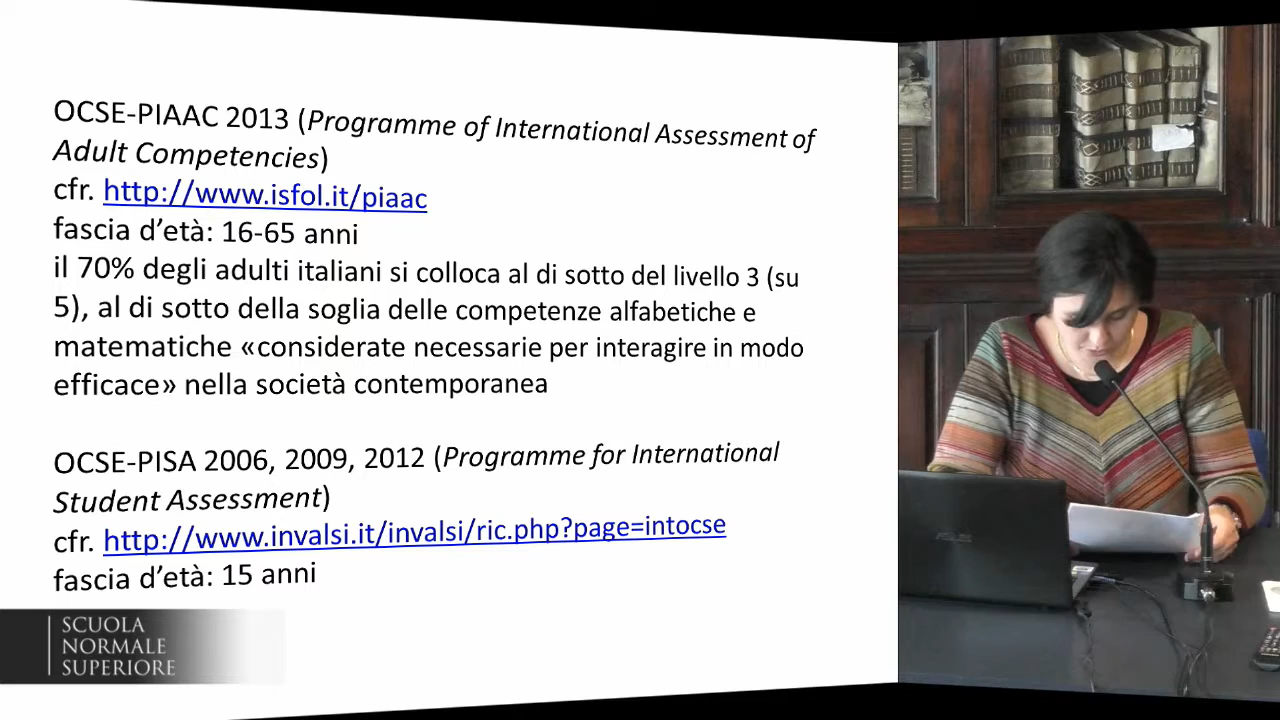 OCSE-PIAAC 2013 (Programme of International Assessment of
Adult Competencies)
cfr. http://www.isfol.it/piaac
fascia d’età: 16-65 anni
il 70% degli adulti italiani si colloca al di sotto del livello 3 (su
5), al di sotto della soglia delle competenze alfabetiche e
matematiche «considerate necessarie per interagire in modo
efficace» nella società contemporanea
OCSE-PISA 2006, 2009, 2012 (Programme for International
Student Assessment)
cfr. http://www.invalsi.it/invalsi/ric.php?page=intocse
fascia d’età: 15 anni
SCUOLA
NORMALE
SUPERIORE